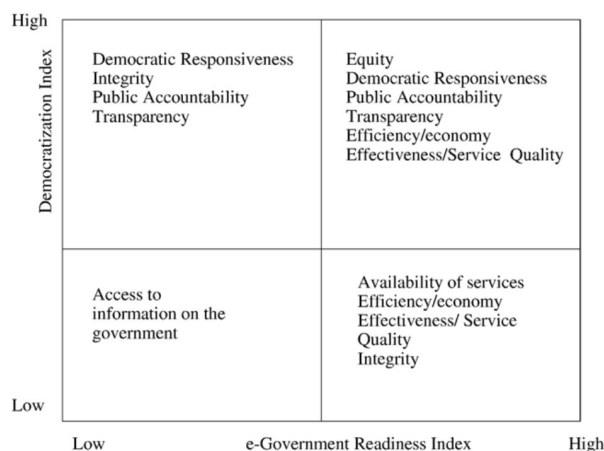 High
Democratization Index
Democratic Responsiveness
Integrity
Public Accountability
Transparency
Equity
Democratic Responsiveness
Public Accountability
Transparency
Efficiency/economy
Effectiveness/Service Quality
Access to
information on the
government
Availability of services
Efficiency/economy
Effectiveness/ Service
Quality
Integrity
Low
Low
e-Government Readiness Index
High